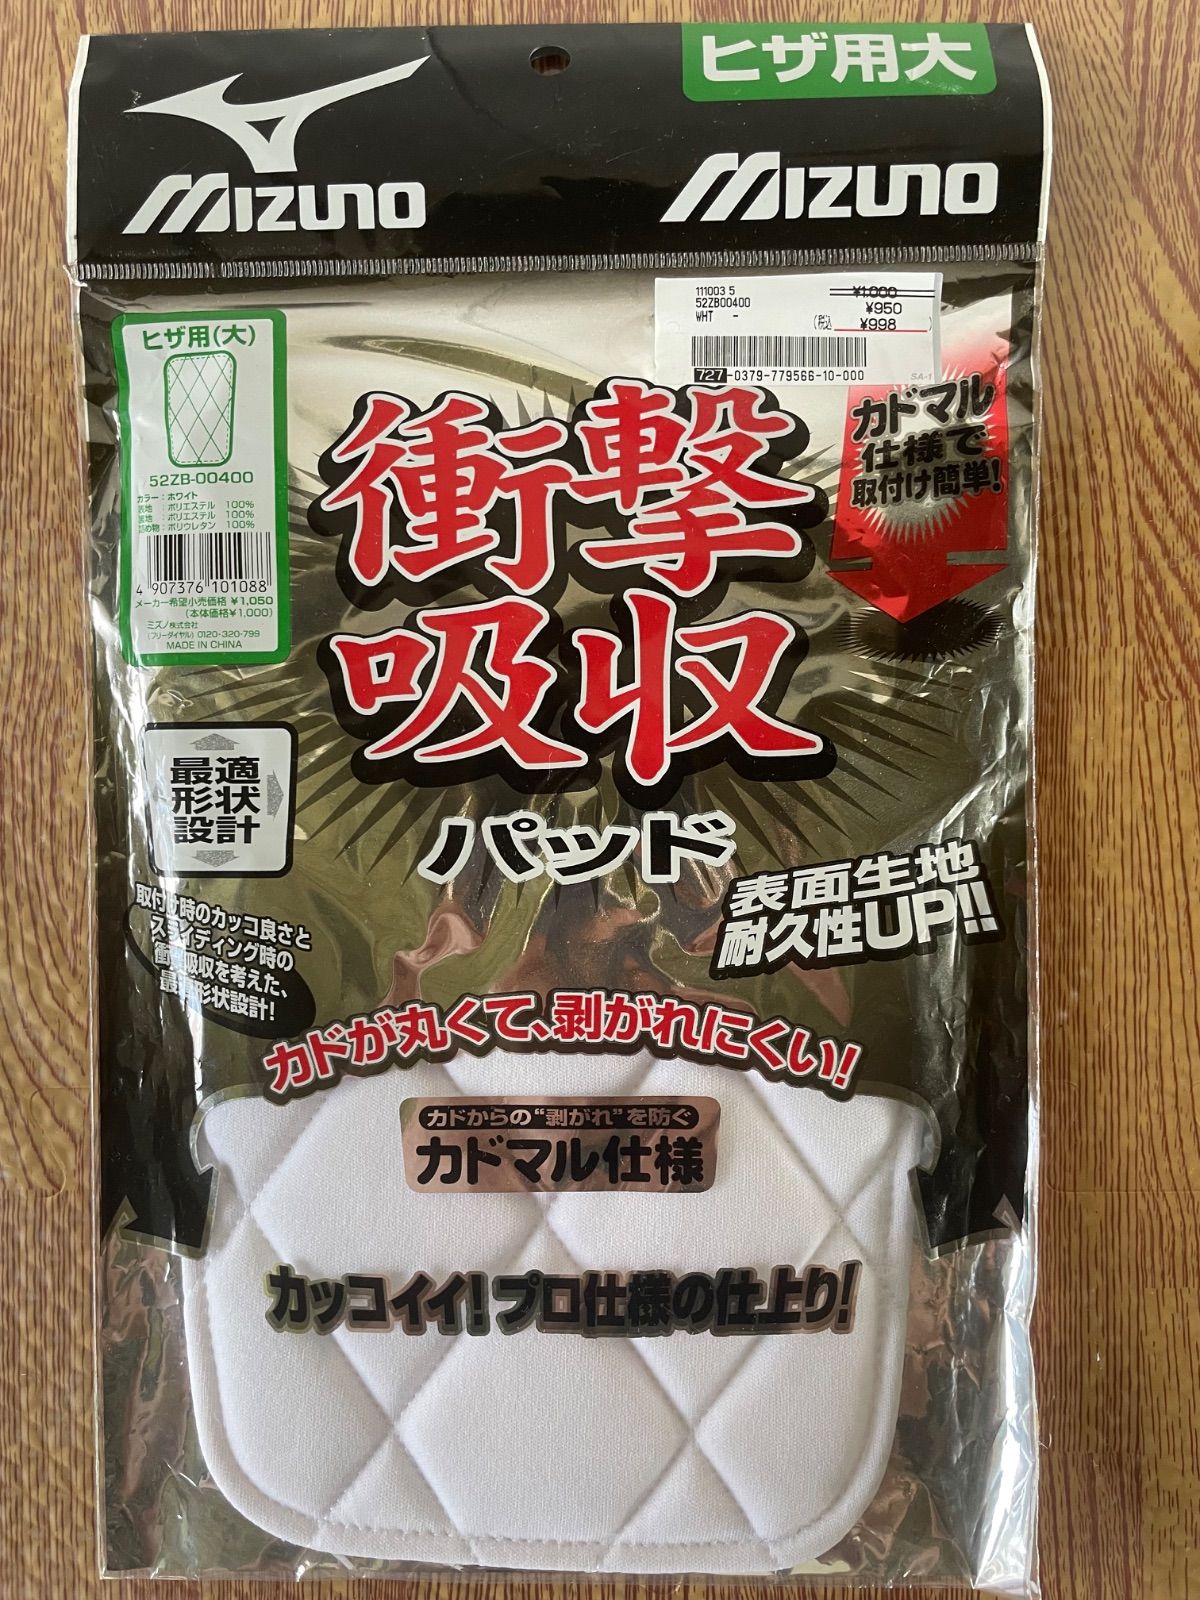 ヒザ用大
MIZUNO
MIZUNO
111003 5
52ZB00400
WHT -
¥1,000
¥950
(税込 ¥998 )
727-0379-779566-10-000
SA-1
ヒザ用(大)
52ZB-00400
カラー:ホワイト
表地 :ポリエステル 100%
裏地 :ポリエステル 100%
詰め物:ポリウレタン 100%
4 907376 101088
メーカー希望小売価格 ¥1,050
(本体価格¥1,000)
ミズノ株式会社
(フリーダイヤル) 0120-320-799
MADE IN CHINA
カドマル
仕様で
取付け簡単!
衝撃
吸収
パッド
最適
形状
設計
取付け時のカッコ良さと
スライディング時の
衝撃吸収を考えた、
最適形状設計!
表面生地
耐久性UP!!
カドが丸くて、剥がれにくい!
カドからの"剥がれ"を防ぐ
カドマル仕様
カッコイイ!プロ仕様の仕上り!